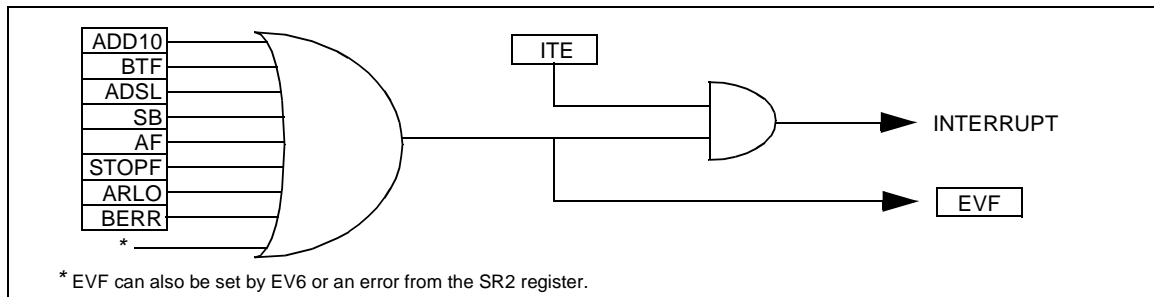 ADD10
BTF
ADSL
SB
AF
STOPF
ARLO
BERR
*
ITE
INTERRUPT
EVF
* EVF can also be set by EV6 or an error from the SR2 register.